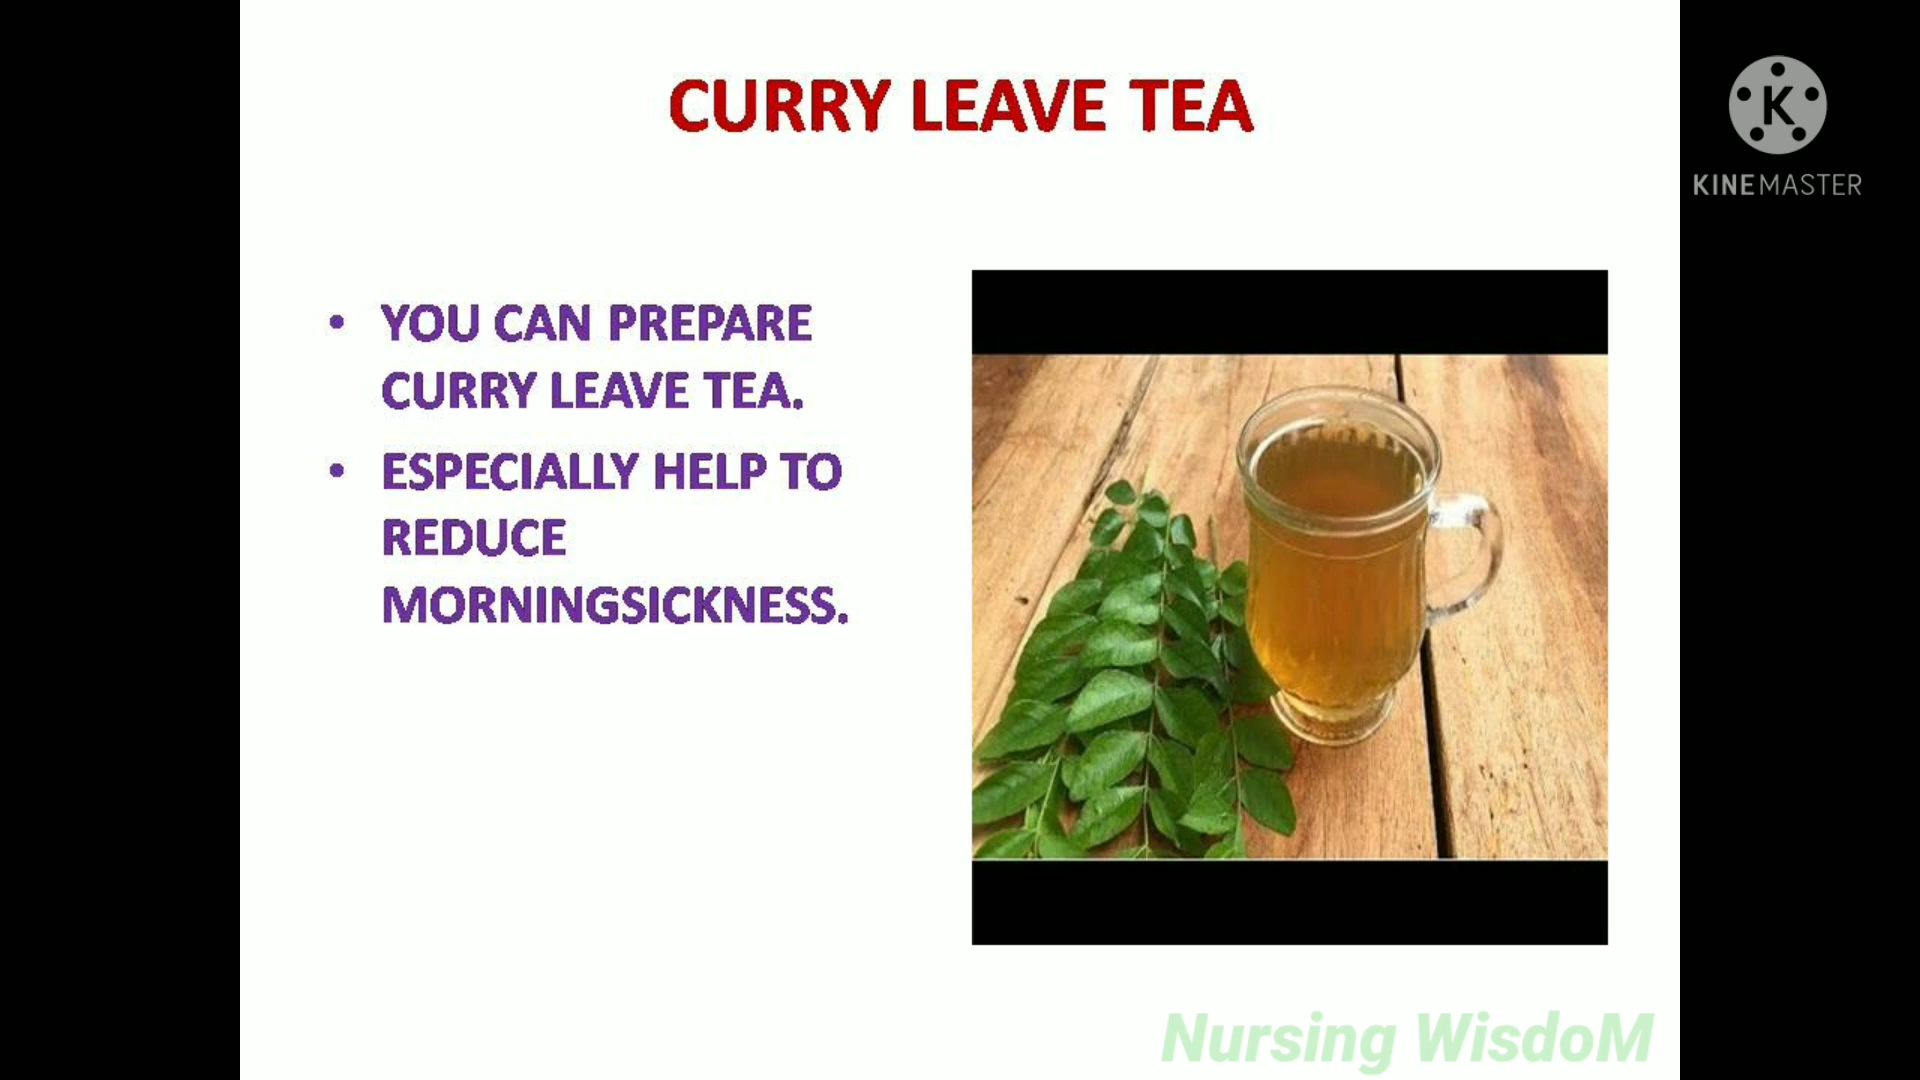 CURRY LEAVE TEA
• YOU CAN PREPARE
CURRY LEAVE TEA.
• ESPECIALLY HELP TO
REDUCE
MORNINGSICKNESS.
K
KINEMASTER
Nursing WisdoM